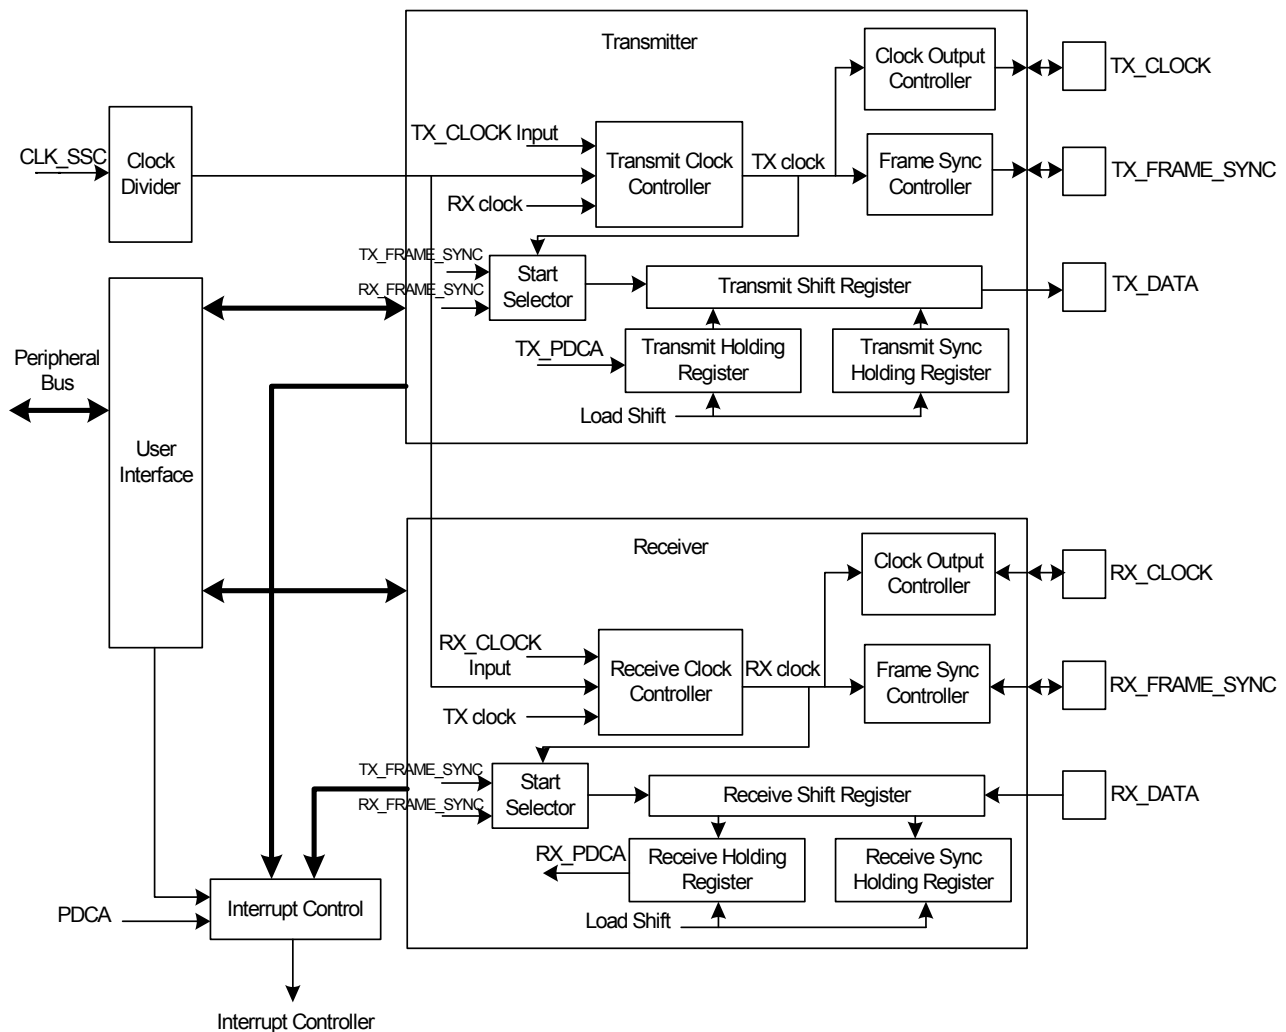 Transmitter
Clock Output
Controller
TX_CLOCK
CLK_SSC
Clock
Divider
TX_CLOCK Input
Transmit Clock
Controller
TX clock
Frame Sync
Controller
TX_FRAME_SYNC
RX clock
TX_FRAME_SYNC
RX_FRAME_SYNC
Start
Selector
Transmit Shift Register
TX_DATA
TX_PDCA
Transmit Holding
Register
Transmit Sync
Holding Register
Load Shift
Peripheral
Bus
User
Interface
Receiver
Clock Output
Controller
RX_CLOCK
RX_CLOCK
Input
Receive Clock
Controller
RX clock
Frame Sync
Controller
RX_FRAME_SYNC
TX clock
TX_FRAME_SYNC
RX_FRAME_SYNC
Start
Selector
Receive Shift Register
RX_DATA
RX_PDCA
Receive Holding
Register
Receive Sync
Holding Register
Load Shift
PDCA
Interrupt Control
Interrupt Controller